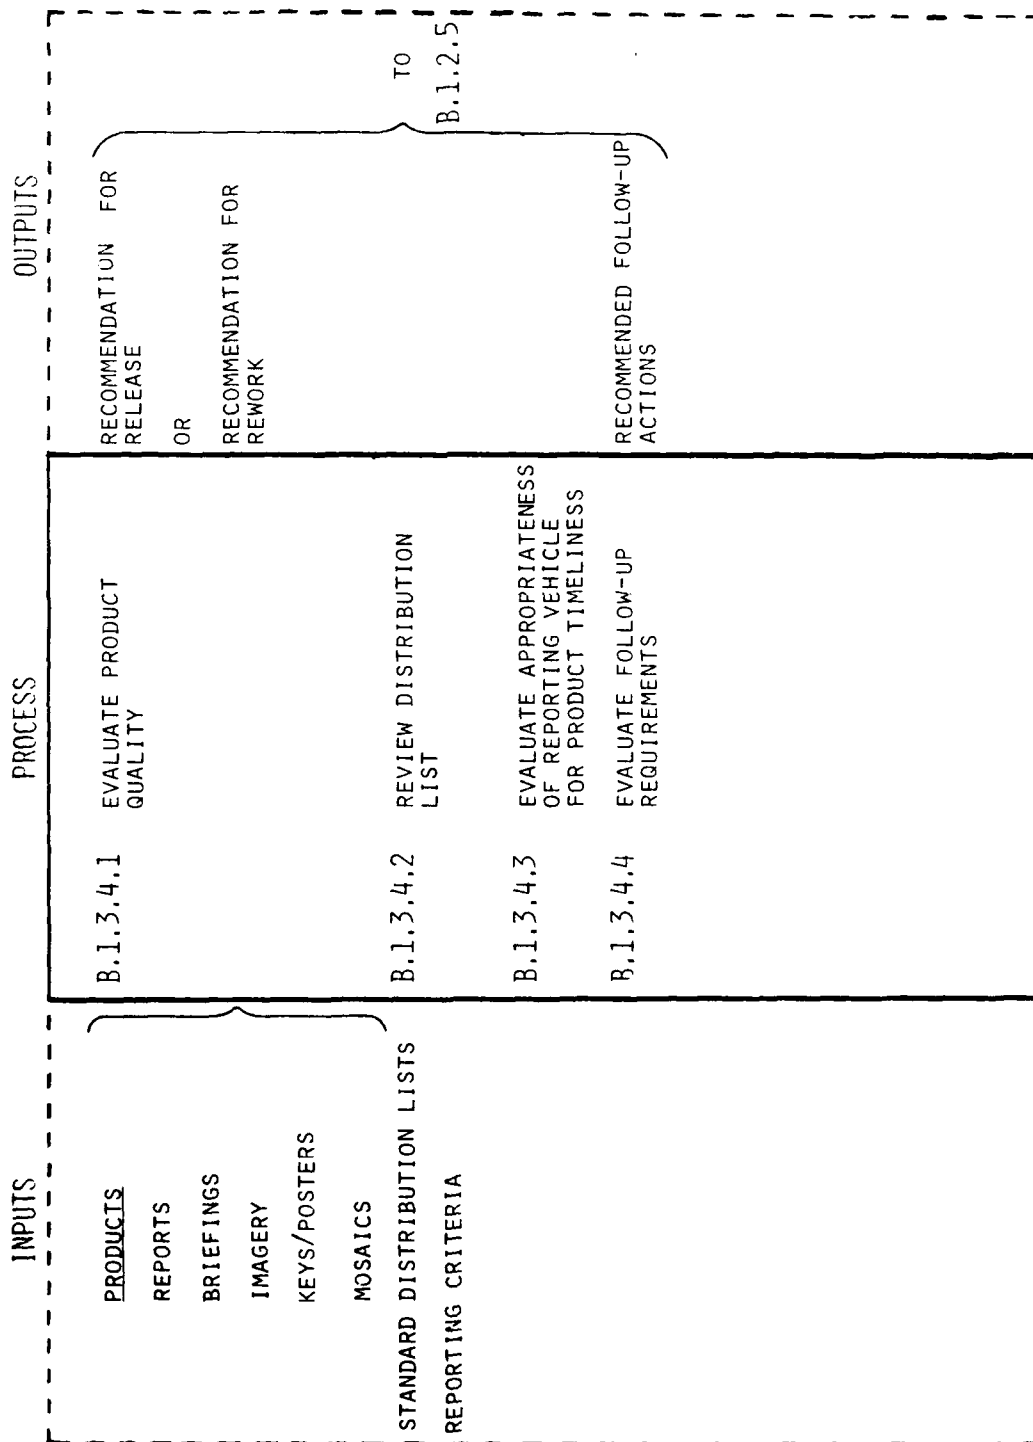 INPUTS
PRODUCTS
REPORTS
BRIEFINGS
IMAGERY
KEYS/POSTERS
MOSAICS
STANDARD DISTRIBUTION LISTS
REPORTING CRITERIA
PROCESS
B.1.3.4.1 EVALUATE PRODUCT
QUALITY
B.1.3.4.2 REVIEW DISTRIBUTION
LIST
B.1.3.4.3 EVALUATE APPROPRIATENESS
OF REPORTING VEHICLE
FOR PRODUCT TIMELINESS
B.1.3.4.4 EVALUATE FOLLOW-UP
REQUIREMENTS
OUTPUTS
RECOMMENDATION FOR
RELEASE
OR
RECOMMENDATION FOR
REWORK
RECOMMENDED FOLLOW-UP
ACTIONS
TO
B.1.2.5